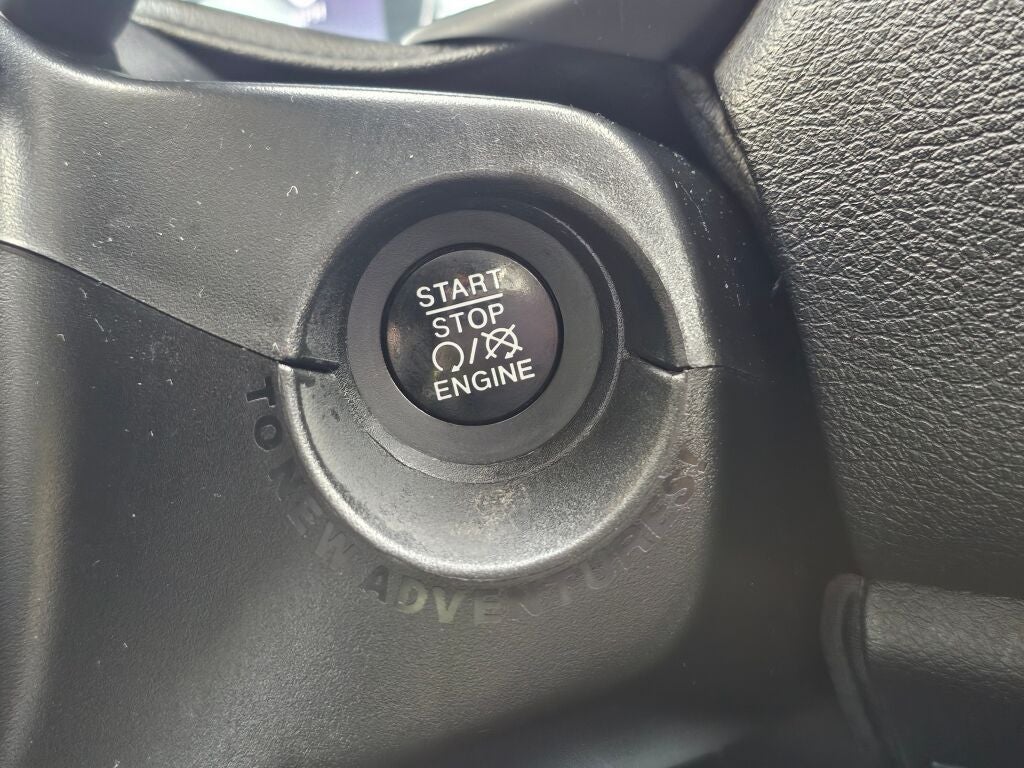 START
STOP
/
ENGINE
TO NEW ADVENTURES!